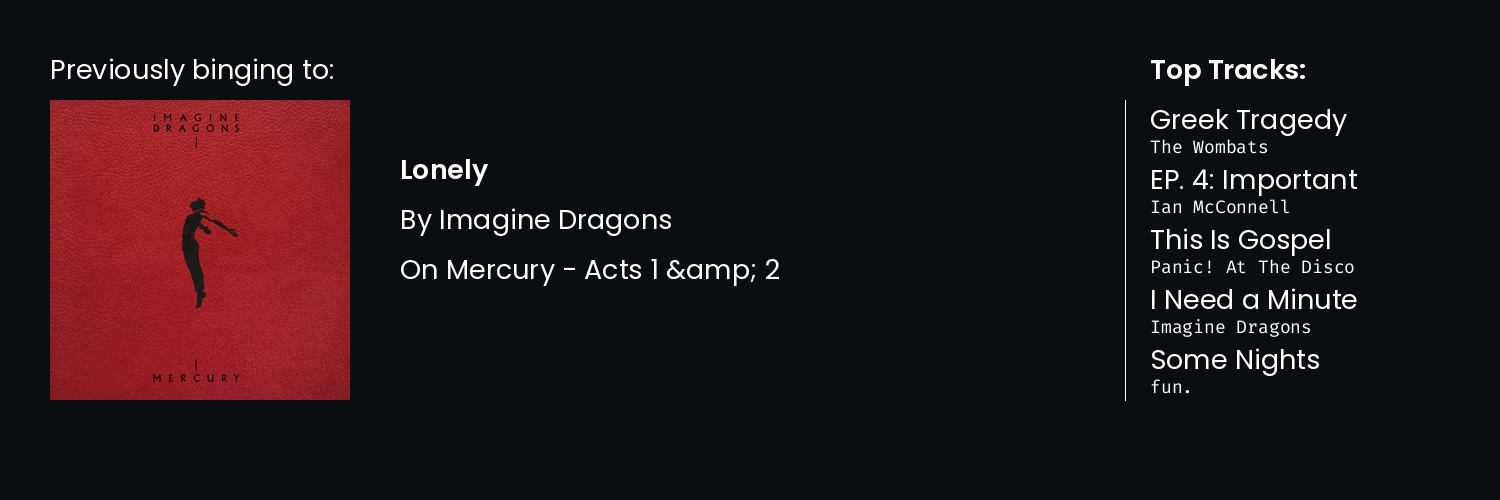 Previously binging to:
IMAGINE
DRAGONS
MERCURY
Lonely
By Imagine Dragons
On Mercury - Acts 1 &amp; 2
Top Tracks:
Greek Tragedy
The Wombats
EP. 4: Important
Ian McConnell
This Is Gospel
Panic! At The Disco
I Need a Minute
Imagine Dragons
Some Nights
fun.